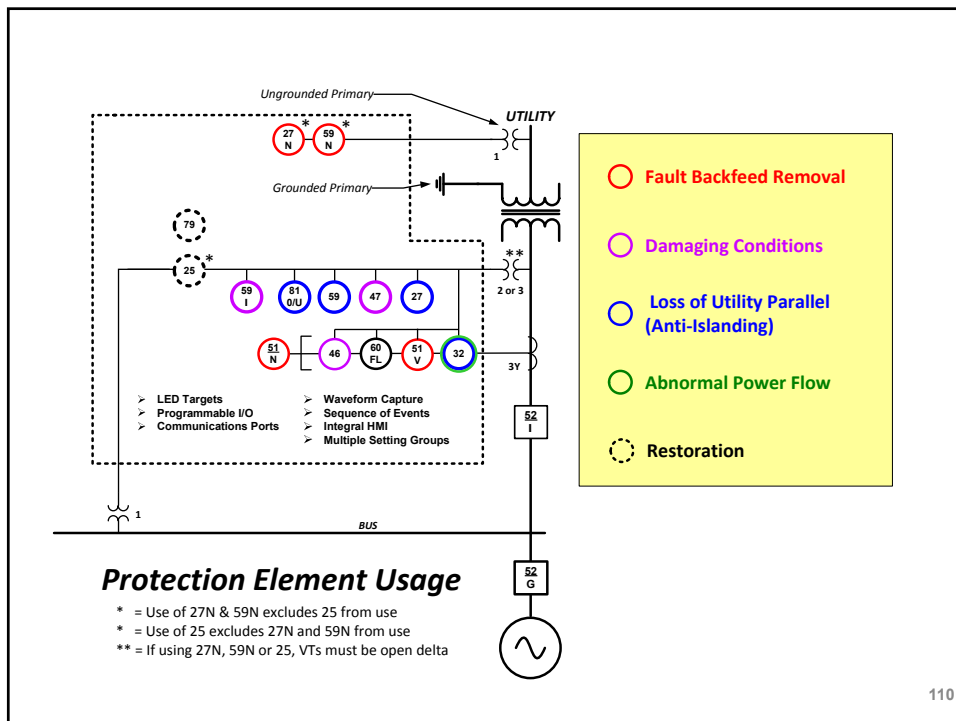 Ungrounded Primary
UTILITY
27
N
*
59
N
*
1
Grounded Primary
79
25
*
**
2 or 3
59
I
81
0/U
59
47
27
51
N
46
60
FL
51
V
32
3Y
➢ LED Targets
➢ Programmable I/O
➢ Communications Ports
➢ Waveform Capture
➢ Sequence of Events
➢ Integral HMI
➢ Multiple Setting Groups
52
I
1
BUS
52
G
Fault Backfeed Removal
Damaging Conditions
Loss of Utility Parallel
(Anti-Islanding)
Abnormal Power Flow
Restoration
Protection Element Usage
* = Use of 27N & 59N excludes 25 from use
* = Use of 25 excludes 27N and 59N from use
** = If using 27N, 59N or 25, VTs must be open delta
110